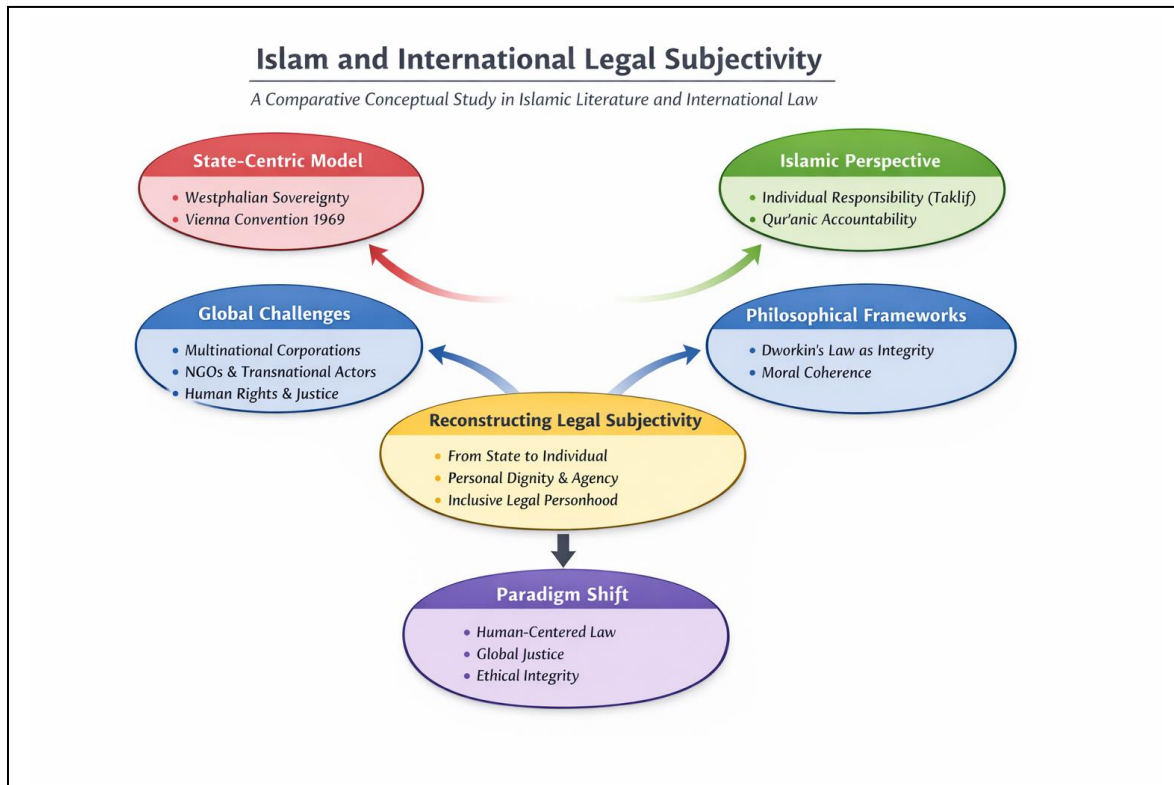 Islam and International Legal Subjectivity
A Comparative Conceptual Study in Islamic Literature and International Law
State-Centric Model
• Westphalian Sovereignty
• Vienna Convention 1969
Islamic Perspective
• Individual Responsibility (Taklif)
• Qur'anic Accountability
Global Challenges
• Multinational Corporations
• NGOs & Transnational Actors
• Human Rights & Justice
Philosophical Frameworks
• Dworkin's Law as Integrity
• Moral Coherence
Reconstructing Legal Subjectivity
• From State to Individual
• Personal Dignity & Agency
• Inclusive Legal Personhood
Paradigm Shift
• Human-Centered Law
• Global Justice
• Ethical Integrity